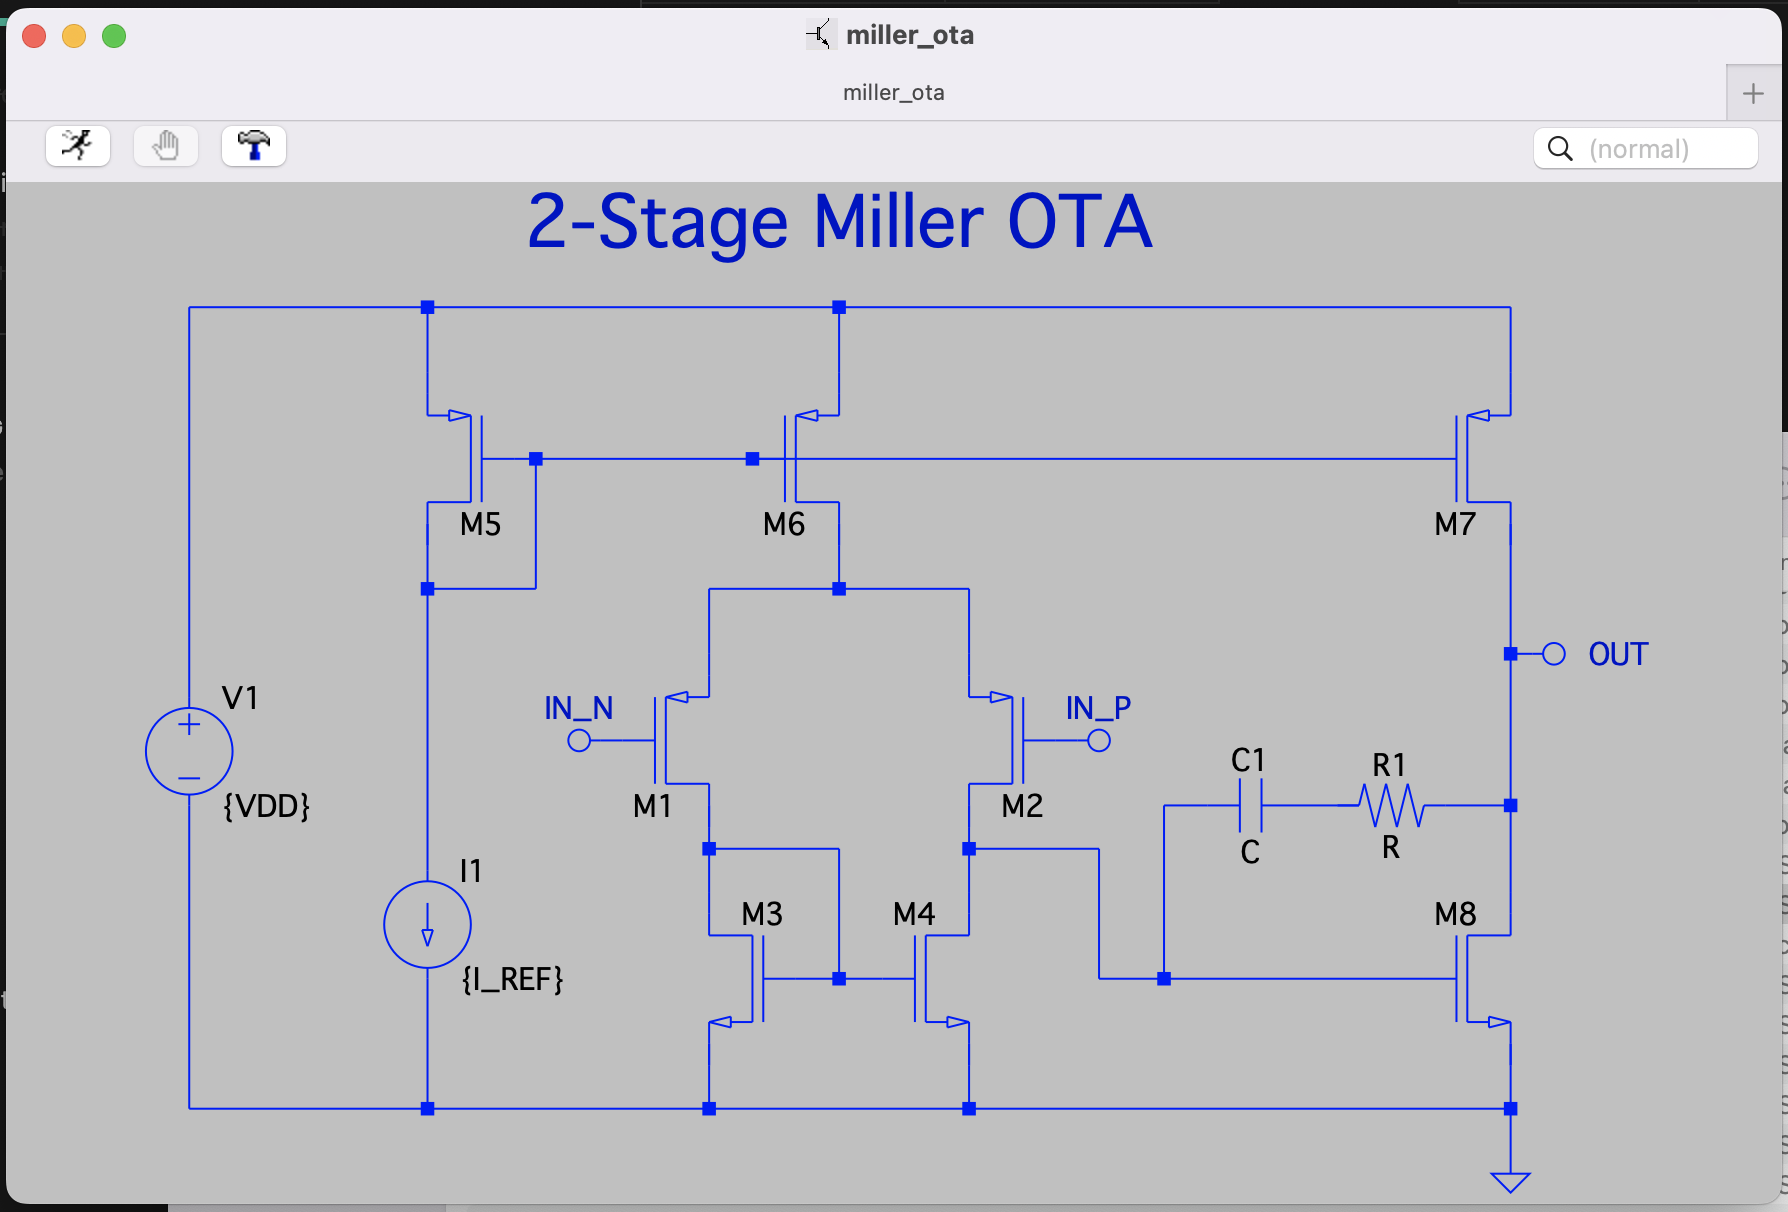 miller_ota
miller_ota
(normal)
2-Stage Miller OTA
M5
M6
M7
OUT
V1
{VDD}
IN_N
IN_P
M1
M2
C1
C
R1
R
I1
{I_REF}
M3
M4
M8